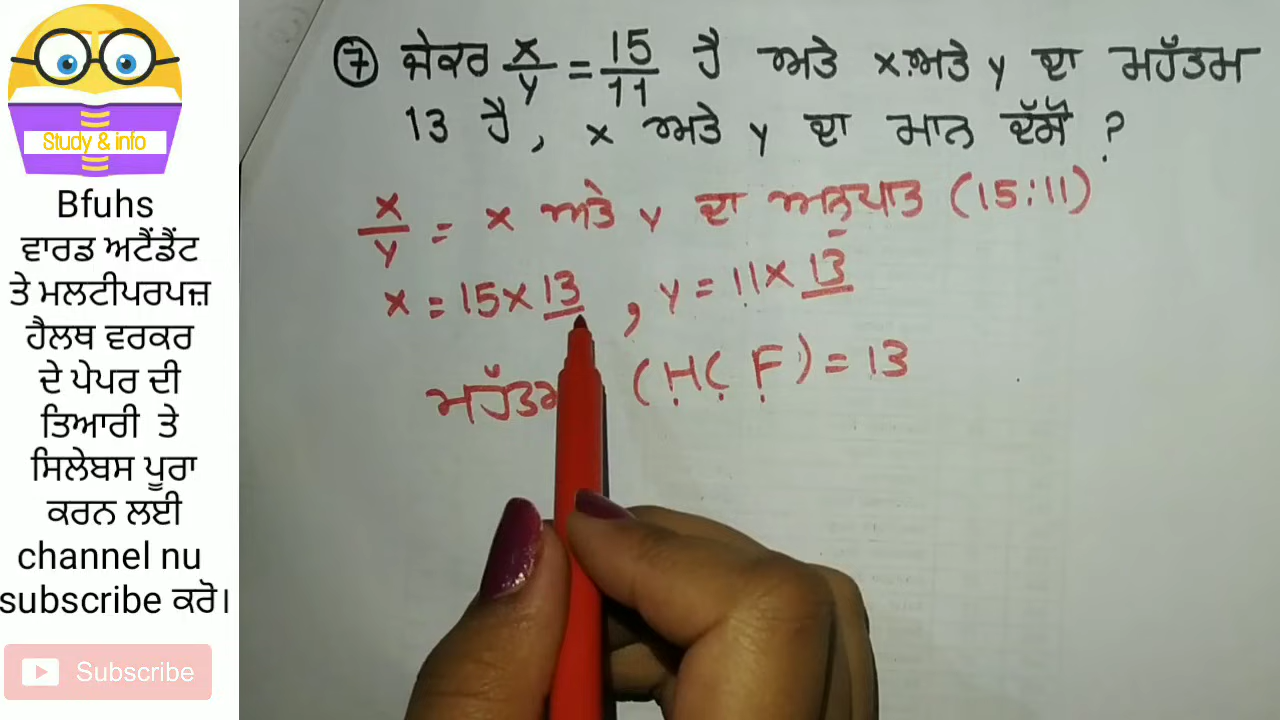 Study & info
Bfuhs
ਵਾਰਡ ਅਟੈਂਡੈਂਟ
ਤੇ ਮਲਟੀਪਰਪਜ਼
ਹੈਲਥ ਵਰਕਰ
ਦੇ ਪੇਪਰ ਦੀ
ਤਿਆਰੀ ਤੇ
ਸਿਲੇਬਸ ਪੂਰਾ
ਕਰਨ ਲਈ
channel nu
subscribe ਕਰੋ।
Subscribe
⑦ ਜੇਕਰ x/y = 15/11 ਹੈ ਅਤੇ x ਅਤੇ y ਦਾ ਮਹੱਤਮ
13 ਹੈ, x ਅਤੇ y ਦਾ ਮਾਨ ਦੱਸੋ ?
x/y = x ਅਤੇ y ਦਾ ਅਨੁਪਾਤ (15:11)
x = 15×13, y = 11×13
(HCF) = 13